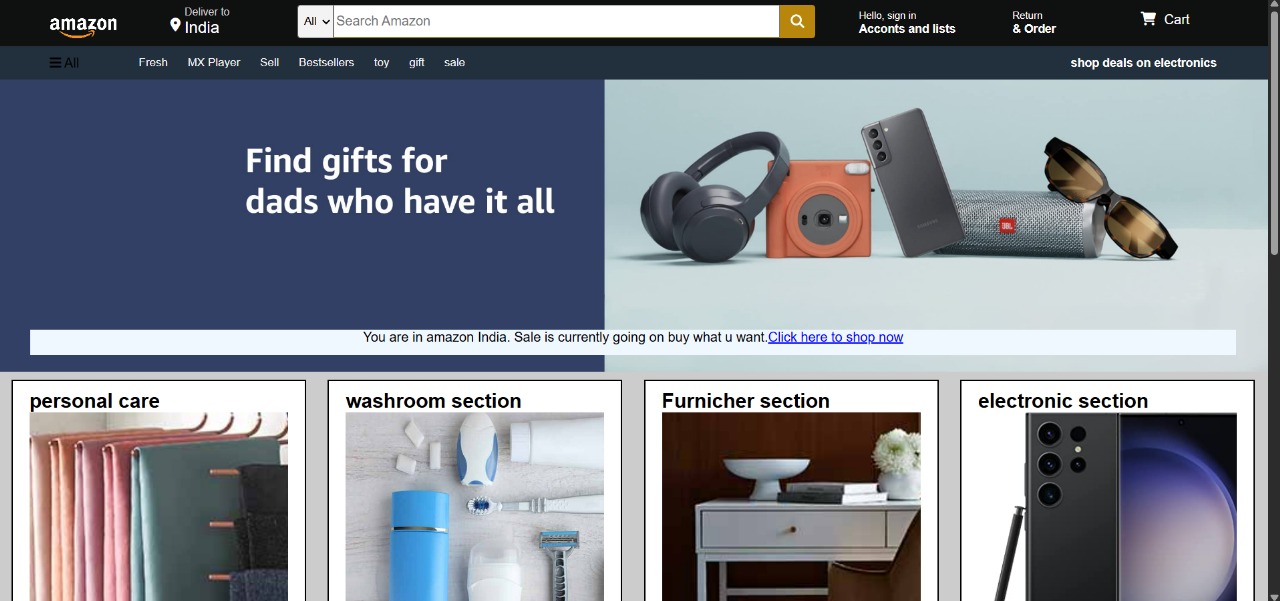 amazon
Deliver to
India
All
Search Amazon
Hello, sign in
Acconts and lists
Return
& Order
Cart
All
Fresh
MX Player
Sell
Bestsellers
toy
gift
sale
shop deals on electronics
Find gifts for
dads who have it all
JBL
You are in amazon India. Sale is currently going on buy what u want.Click here to shop now
personal care
washroom section
Furnicher section
electronic section